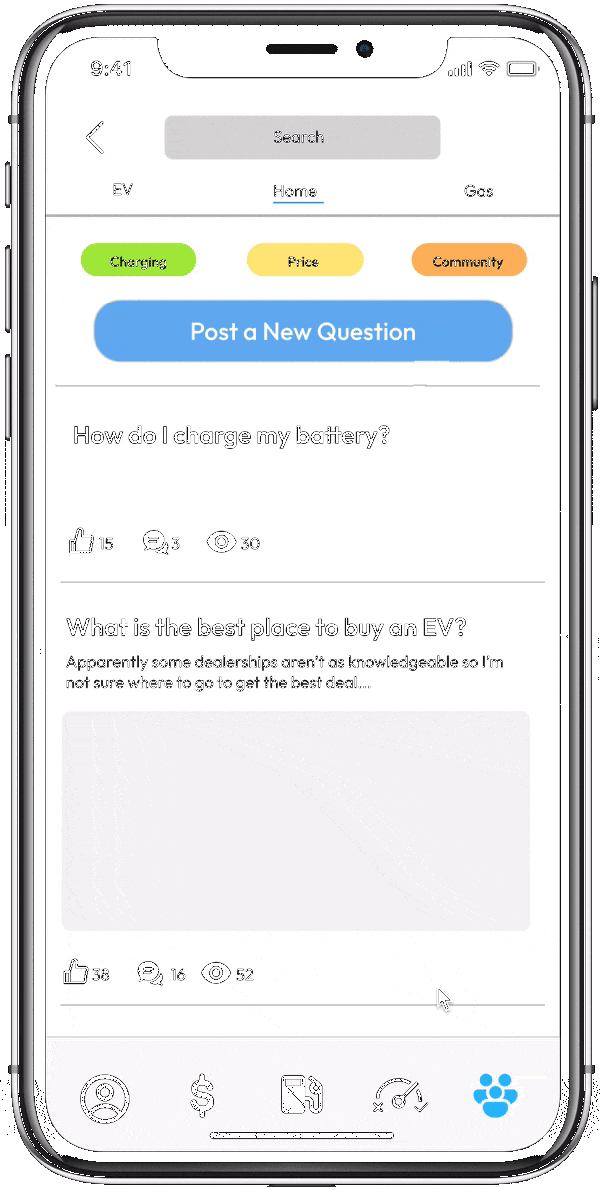 9:41
Search
EV Home Gas
Charging Price Community
Post a New Question
How do I charge my battery?
15 3 30
What is the best place to buy an EV?
Apparently some dealerships aren't as knowledgeable so I'm
not sure where to go to get the best deal...
38 16 52